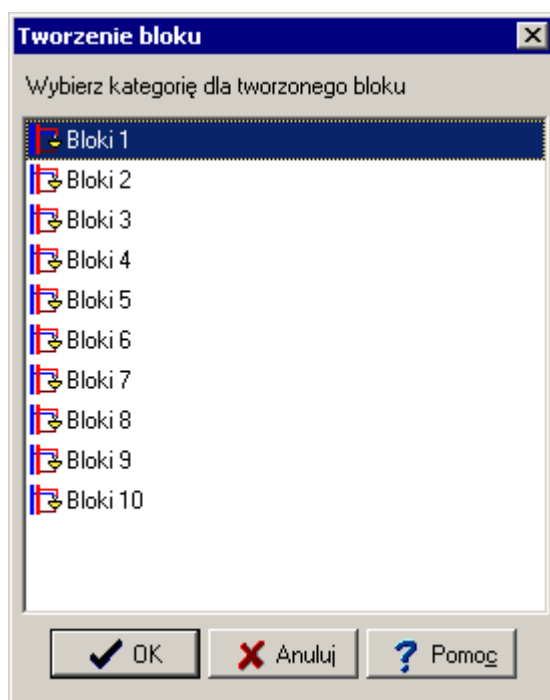 Tworzenie bloku
Wybierz kategorię dla tworzonego bloku
Bloki 1
Bloki 2
Bloki 3
Bloki 4
Bloki 5
Bloki 6
Bloki 7
Bloki 8
Bloki 9
Bloki 10
OK Anuluj Pomoc